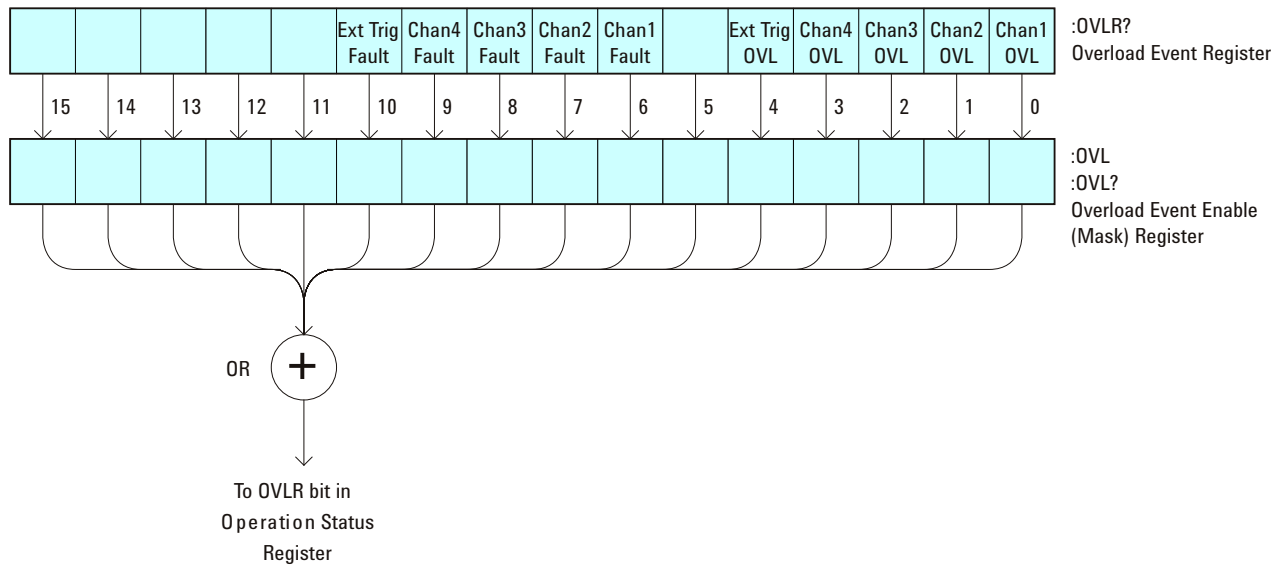 Ext Trig Fault Chan4 Fault Chan3 Fault Chan2 Fault Chan1 Fault Ext Trig OVL Chan4 OVL Chan3 OVL Chan2 OVL Chan1 OVL
:OVLR?
Overload Event Register
15 14 13 12 11 10 9 8 7 6 5 4 3 2 1 0
:OVL
:OVL?
Overload Event Enable
(Mask) Register
OR +
To OVLR bit in
Operation Status
Register